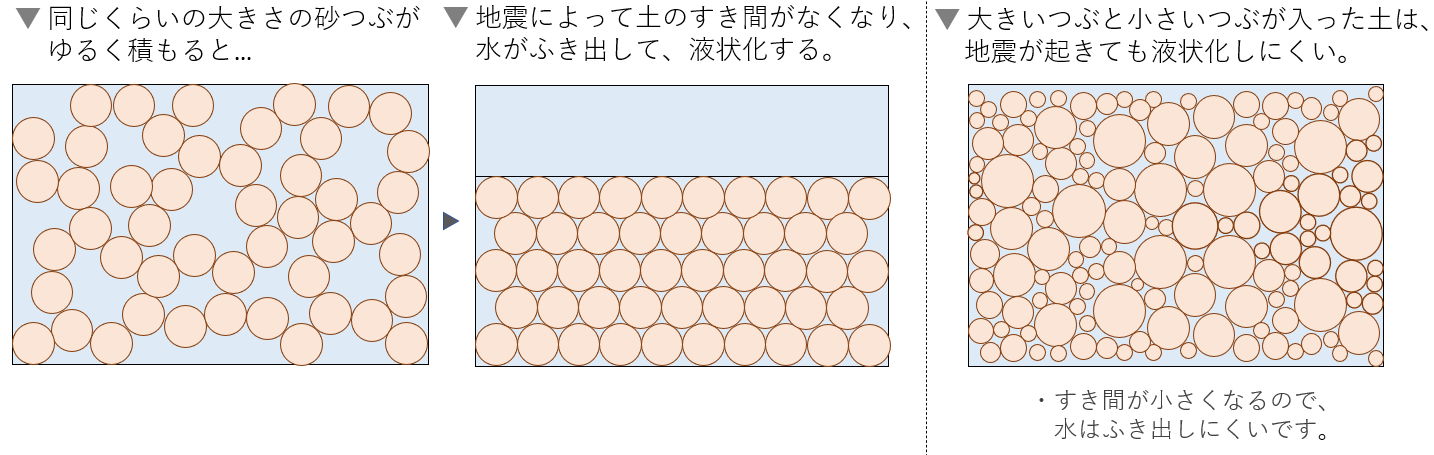 ▼ 同じくらいの大きさの砂つぶが
ゆるく積もると...
▼ 地震によって土のすき間がなくなり、
水がふき出して、液状化する。
▼ 大きいつぶと小さいつぶが入った土は、
地震が起きても液状化しにくい。
・すき間が小さくなるので、
水はふき出しにくいです。